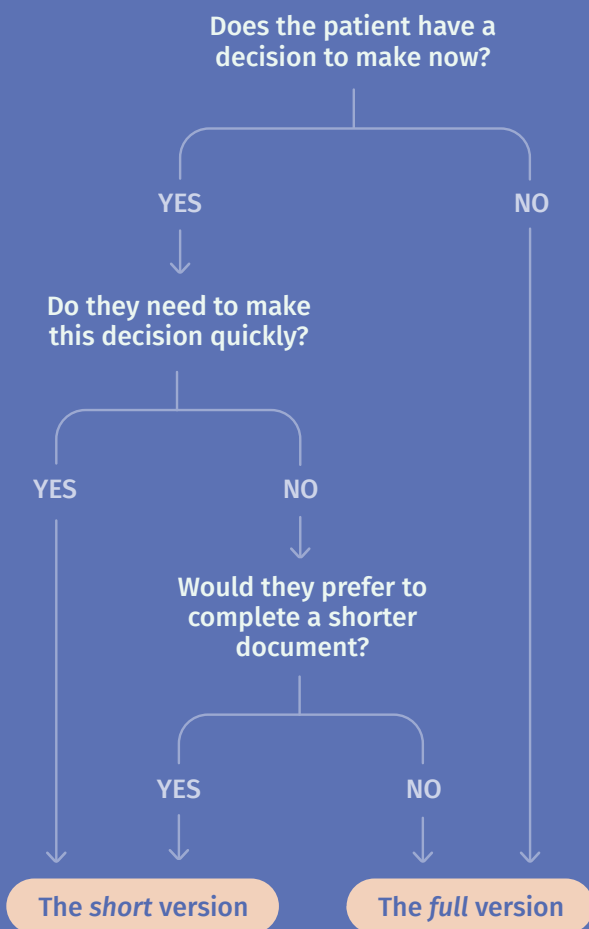 Does the patient have a
decision to make now?
YES
NO
Do they need to make
this decision quickly?
YES
NO
Would they prefer to
complete a shorter
document?
YES
NO
The short version
The full version